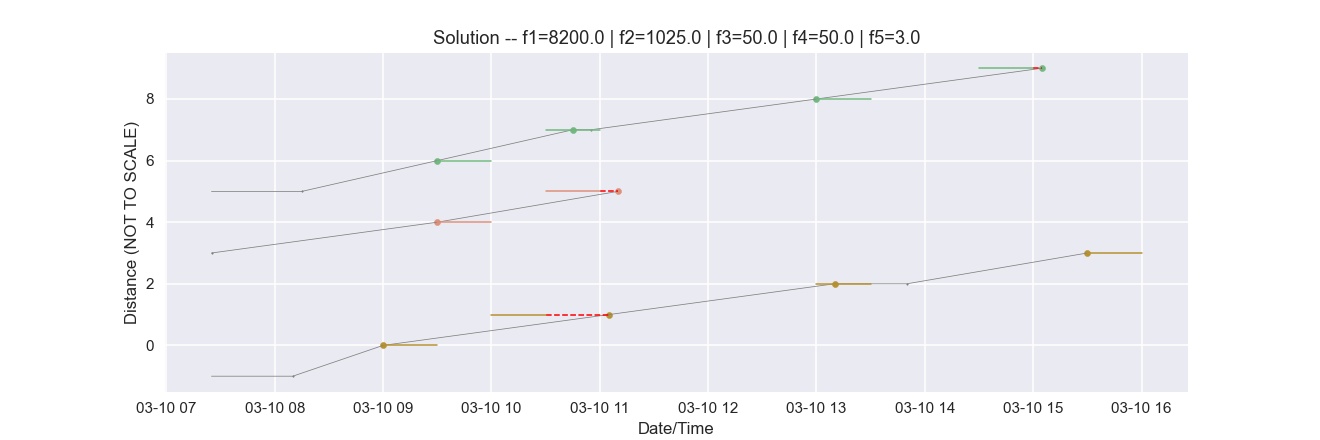 Solution -- f1=8200.0 | f2=1025.0 | f3=50.0 | f4=50.0 | f5=3.0
Distance (NOT TO SCALE)
8
6
4
2
0
03-10 07 03-10 08 03-10 09 03-10 10 03-10 11 03-10 12 03-10 13 03-10 14 03-10 15 03-10 16
Date/Time